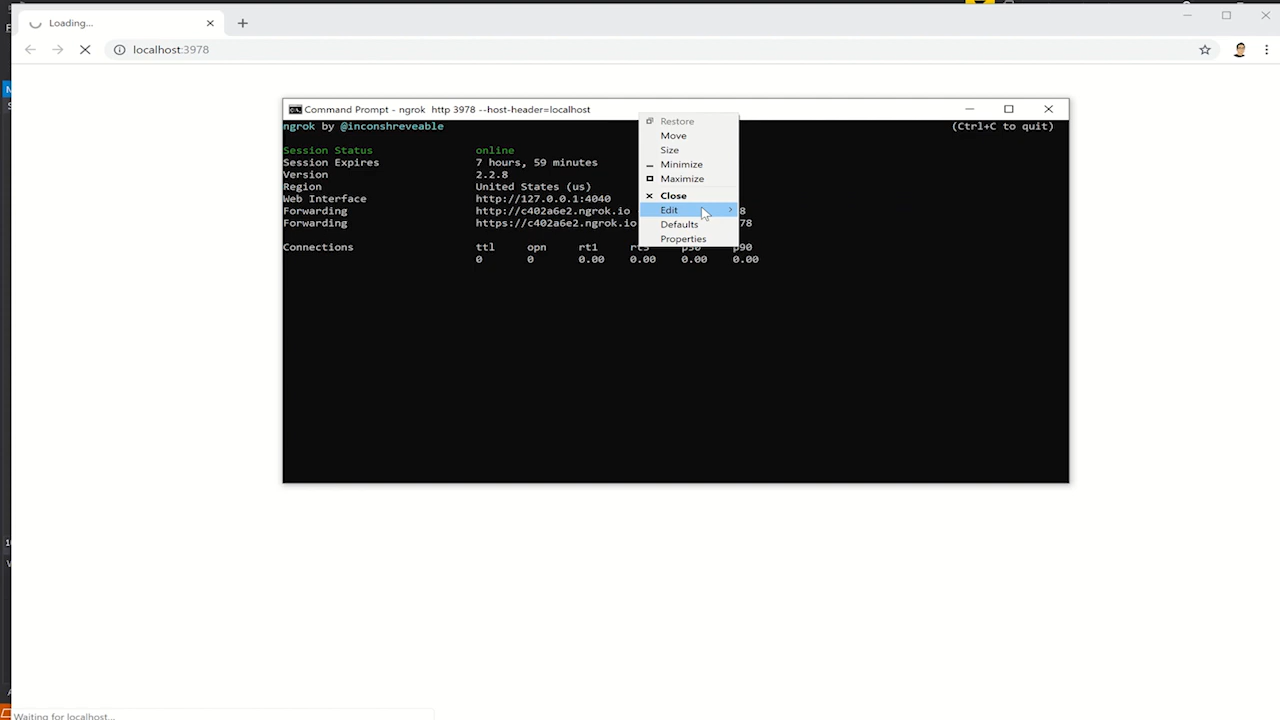 Loading...
localhost:3978
Command Prompt - ngrok  http 3978 --host-header=localhost
ngrok by @inconshreveable (Ctrl+C to quit)
Session Status online
Session Expires 7 hours, 59 minutes
Version 2.2.8
Region United States (us)
Web Interface http://127.0.0.1:4040
Forwarding http://c402a6e2.ngrok.io 8
Forwarding https://c402a6e2.ngrok.io 78
Connections ttl opn rt1 rt5 p50 p90
0 0 0.00 0.00 0.00 0.00
Restore
Move
Size
Minimize
Maximize
Close
Edit
Defaults
Properties
Waiting for localhost...